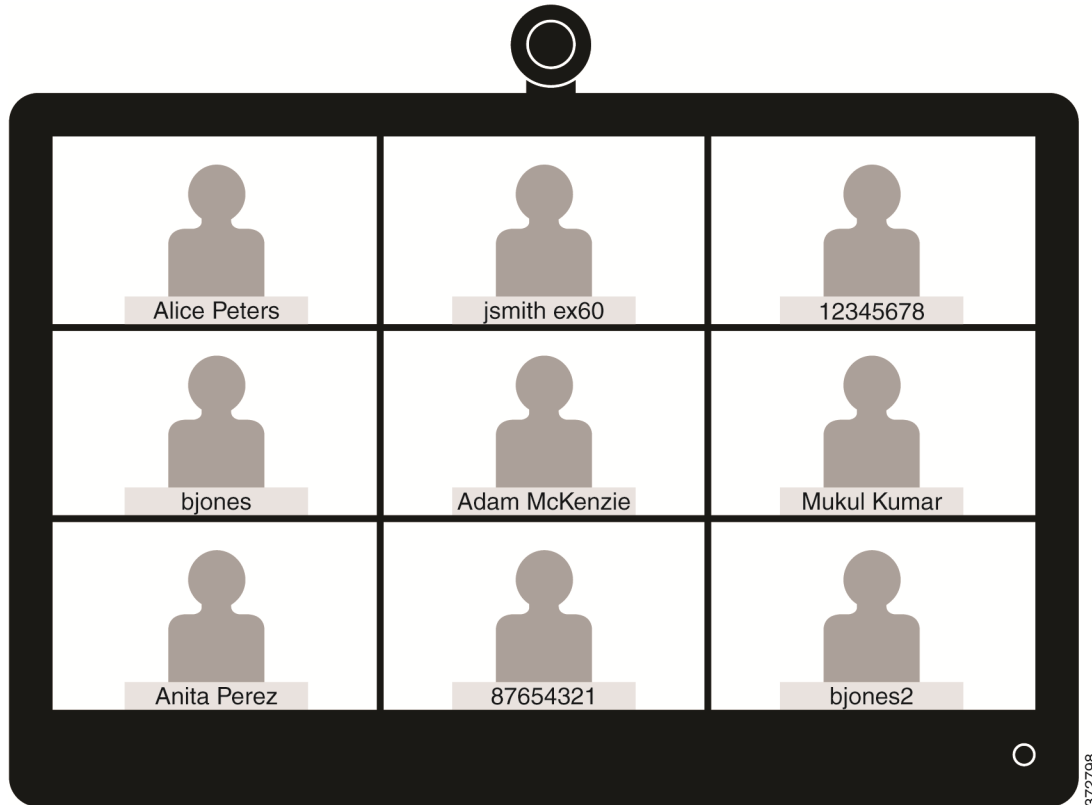 Alice Peters
jsmith ex60
12345678
bjones
Adam McKenzie
Mukul Kumar
Anita Perez
87654321
bjones2
372798